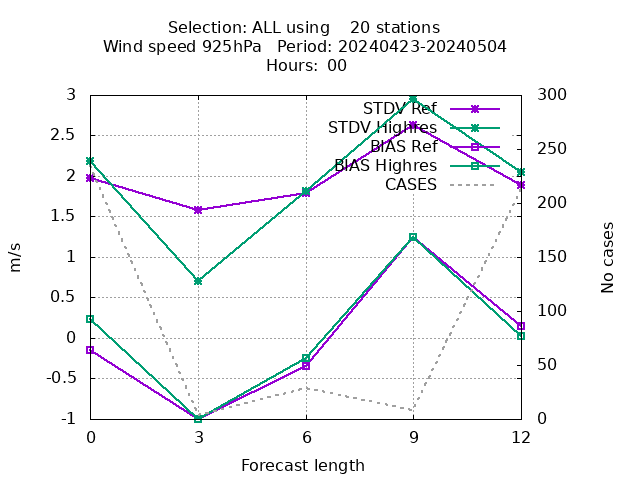 Selection: ALL using    20 stations
Wind speed 925hPa   Period: 20240423-20240504
Hours: 00
3
2.5
2
1.5
1
0.5
0
-0.5
-1
m/s
300
250
200
150
100
50
0
No cases
STDV Ref
STDV Highres
BIAS Ref
BIAS Highres
CASES
0 3 6 9 12
Forecast length